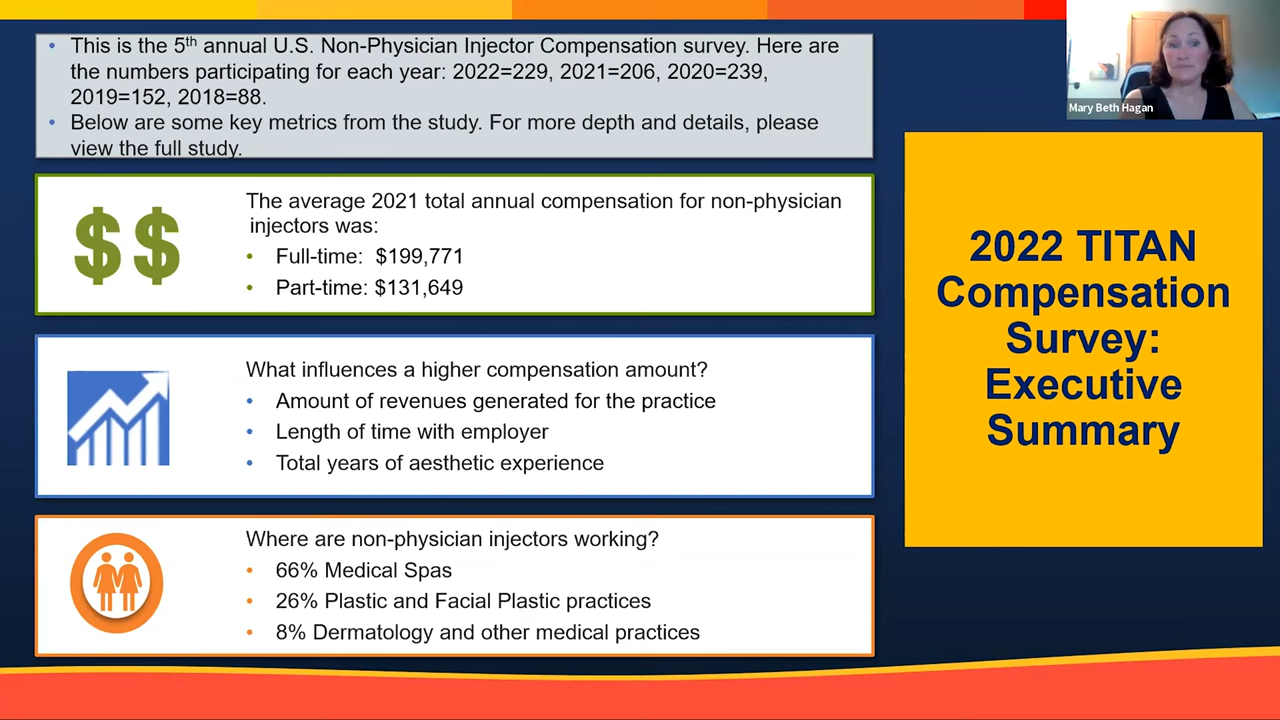 • This is the 5th annual U.S. Non-Physician Injector Compensation survey. Here are
the numbers participating for each year: 2022=229, 2021=206, 2020=239,
2019=152, 2018=88.
• Below are some key metrics from the study. For more depth and details, please
view the full study.
Mary Beth Hagan
$$
The average 2021 total annual compensation for non-physician
injectors was:
• Full-time: $199,771
• Part-time: $131,649
What influences a higher compensation amount?
• Amount of revenues generated for the practice
• Length of time with employer
• Total years of aesthetic experience
Where are non-physician injectors working?
• 66% Medical Spas
• 26% Plastic and Facial Plastic practices
• 8% Dermatology and other medical practices
2022 TITAN
Compensation
Survey:
Executive
Summary